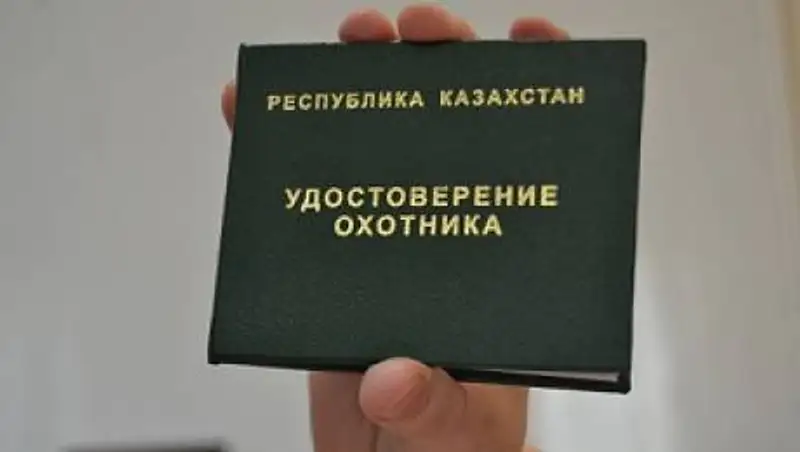 РЕСПУБЛИКА КАЗАХСТАН
УДОСТОВЕРЕНИЕ
ОХОТНИКА